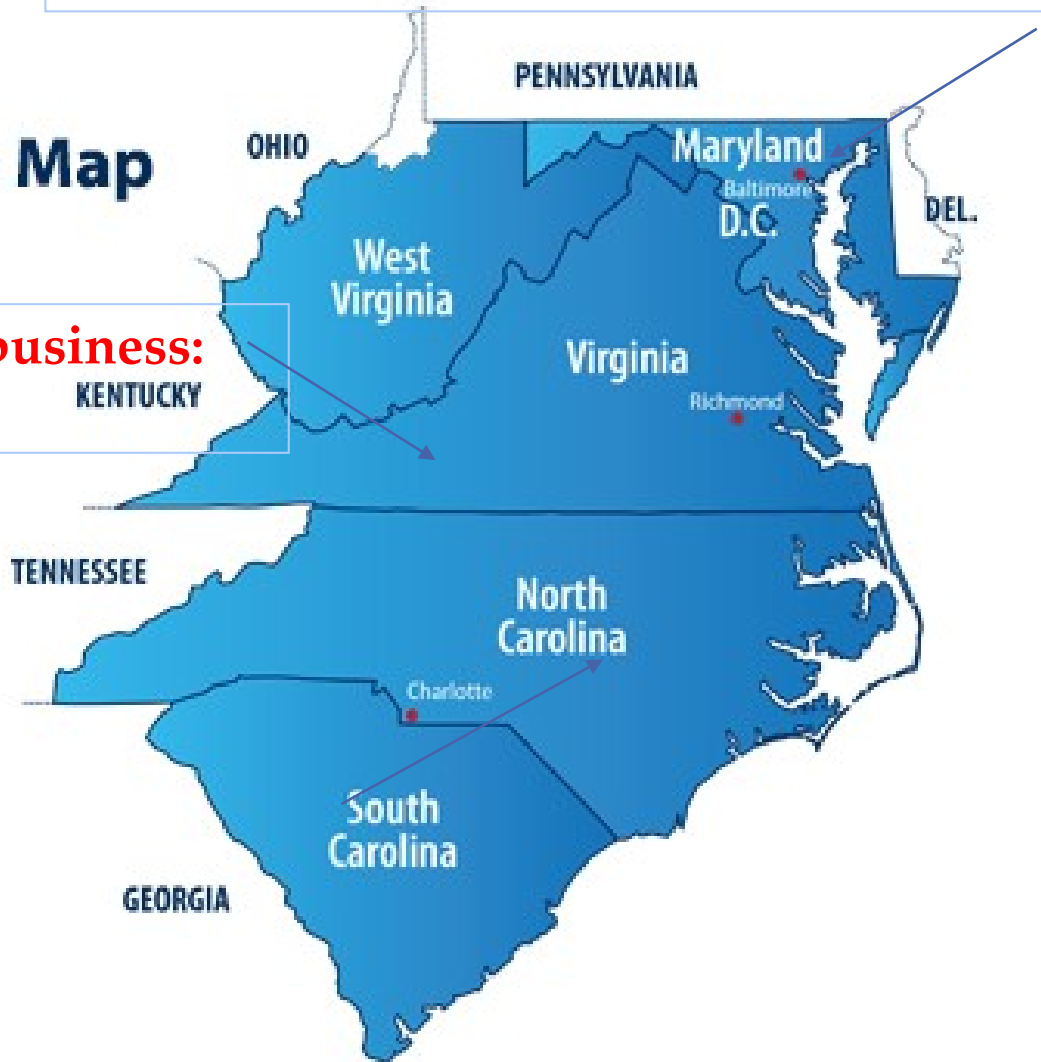 PENNSYLVANIA
Map
OHIO
Maryland
Baltimore
D.C.
DEL.
West
Virginia
business:
KENTUCKY
Virginia
Richmond
TENNESSEE
North
Carolina
Charlotte
South
Carolina
GEORGIA